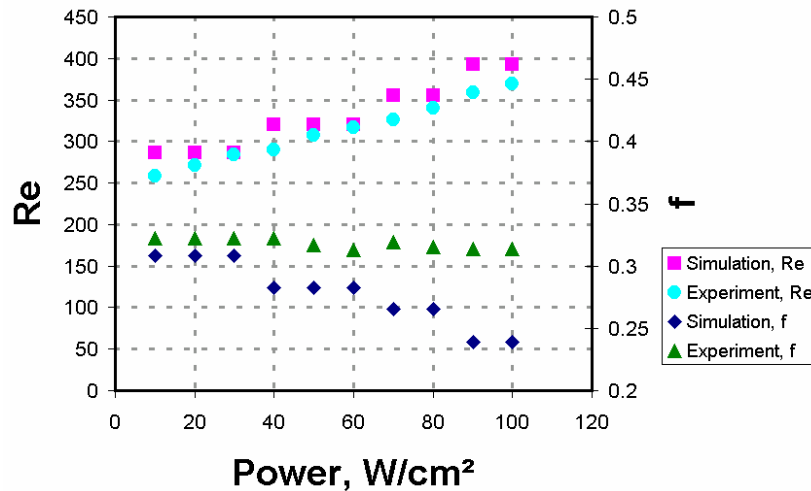 450
400
350
300
250
200
150
100
50
0
Re
0 20 40 60 80 100 120
Power, W/cm²
0.5
0.45
0.4
0.35
0.3
0.25
0.2
f
Simulation, Re
Experiment, Re
Simulation, f
Experiment, f